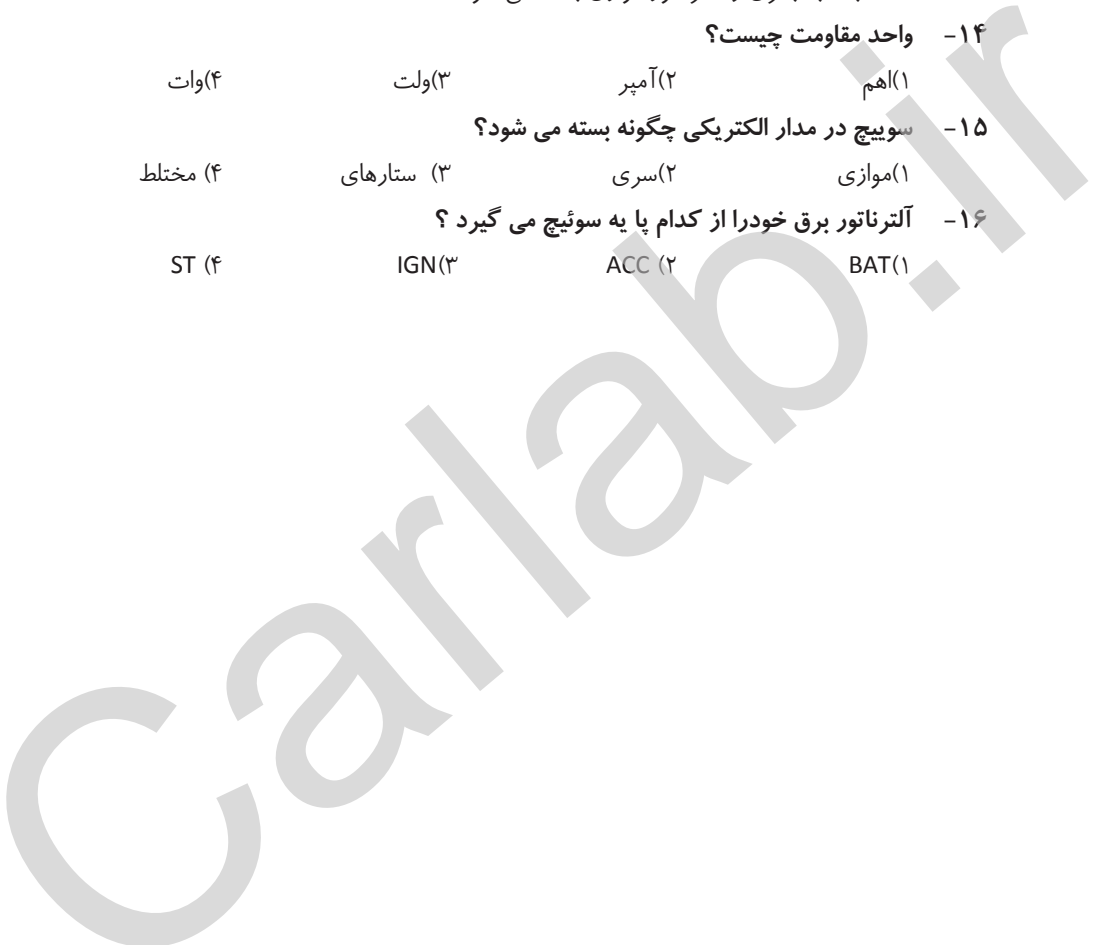 ۱۴- واحد مقاومت چیست؟
۱)اهم ۲)آمپر ۳)ولت ۴)وات
۱۵- سوییچ در مدار الکتریکی چگونه بسته می شود؟
۱)موازی ۲)سری ۳) ستارهای ۴) مختلط
۱۶- آلترناتور برق خودرا از کدام پا یه سوئیچ می گیرد ؟
۱)BAT ۲) ACC ۳)IGN ۴) ST
Carlab.ir